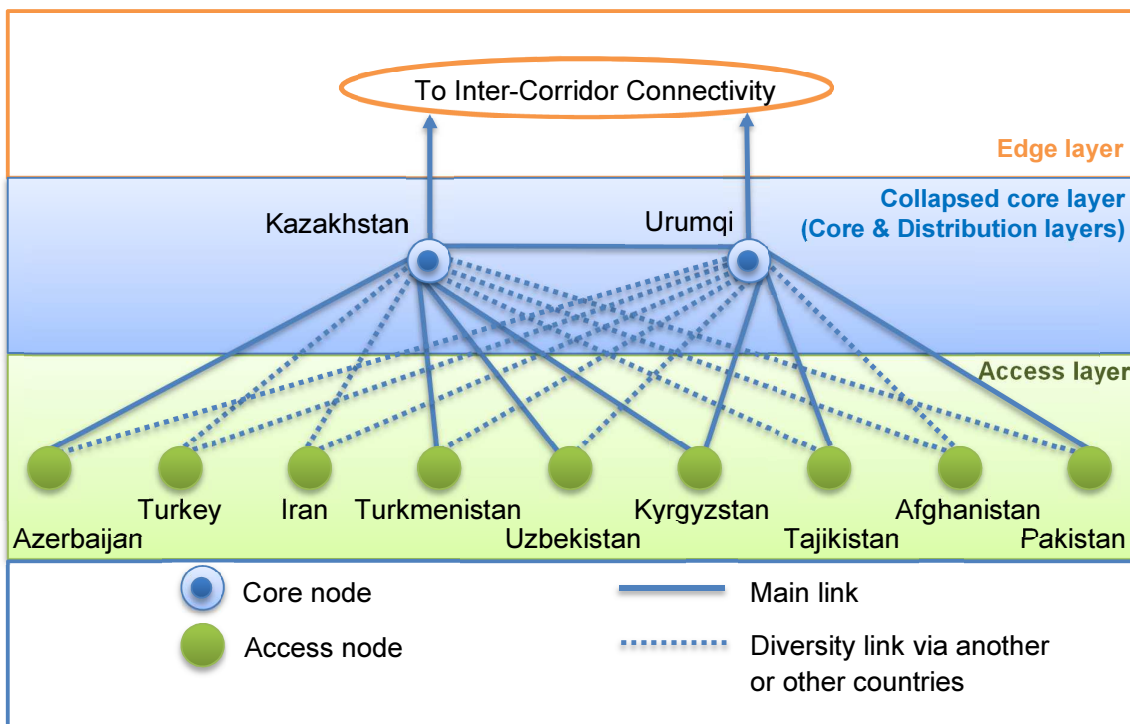 To Inter-Corridor Connectivity
Edge layer
Collapsed core layer
(Core & Distribution layers)
Kazakhstan
Urumqi
Access layer
Turkey
Iran
Turkmenistan
Kyrgyzstan
Afghanistan
Azerbaijan
Uzbekistan
Tajikistan
Pakistan
Core node
Main link
Access node
Diversity link via another
or other countries